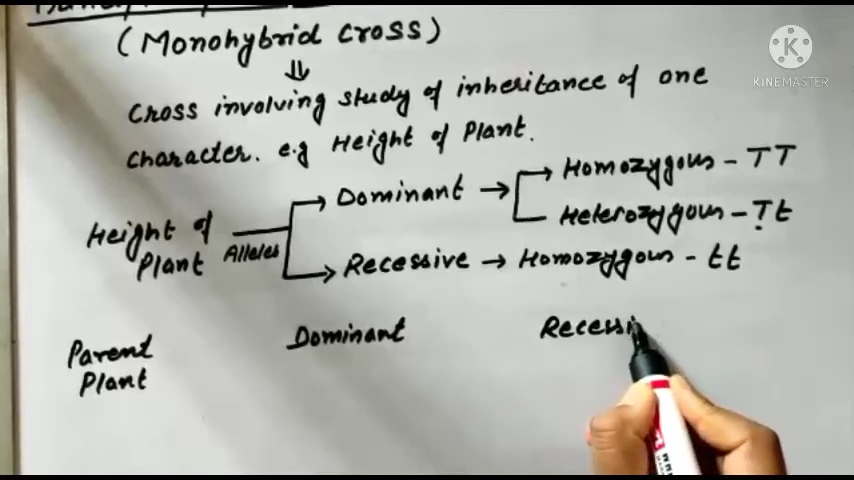 (Monohybrid cross)
Cross involving study of inheritance of one
character. e.g Height of Plant.
Height of Plant
Alleles
Dominant
Homozygous - TT
Heterozygous - Tt
Recessive
Homozygous - tt
Parent Plant
Dominant
Recessi
K
KINEMASTER